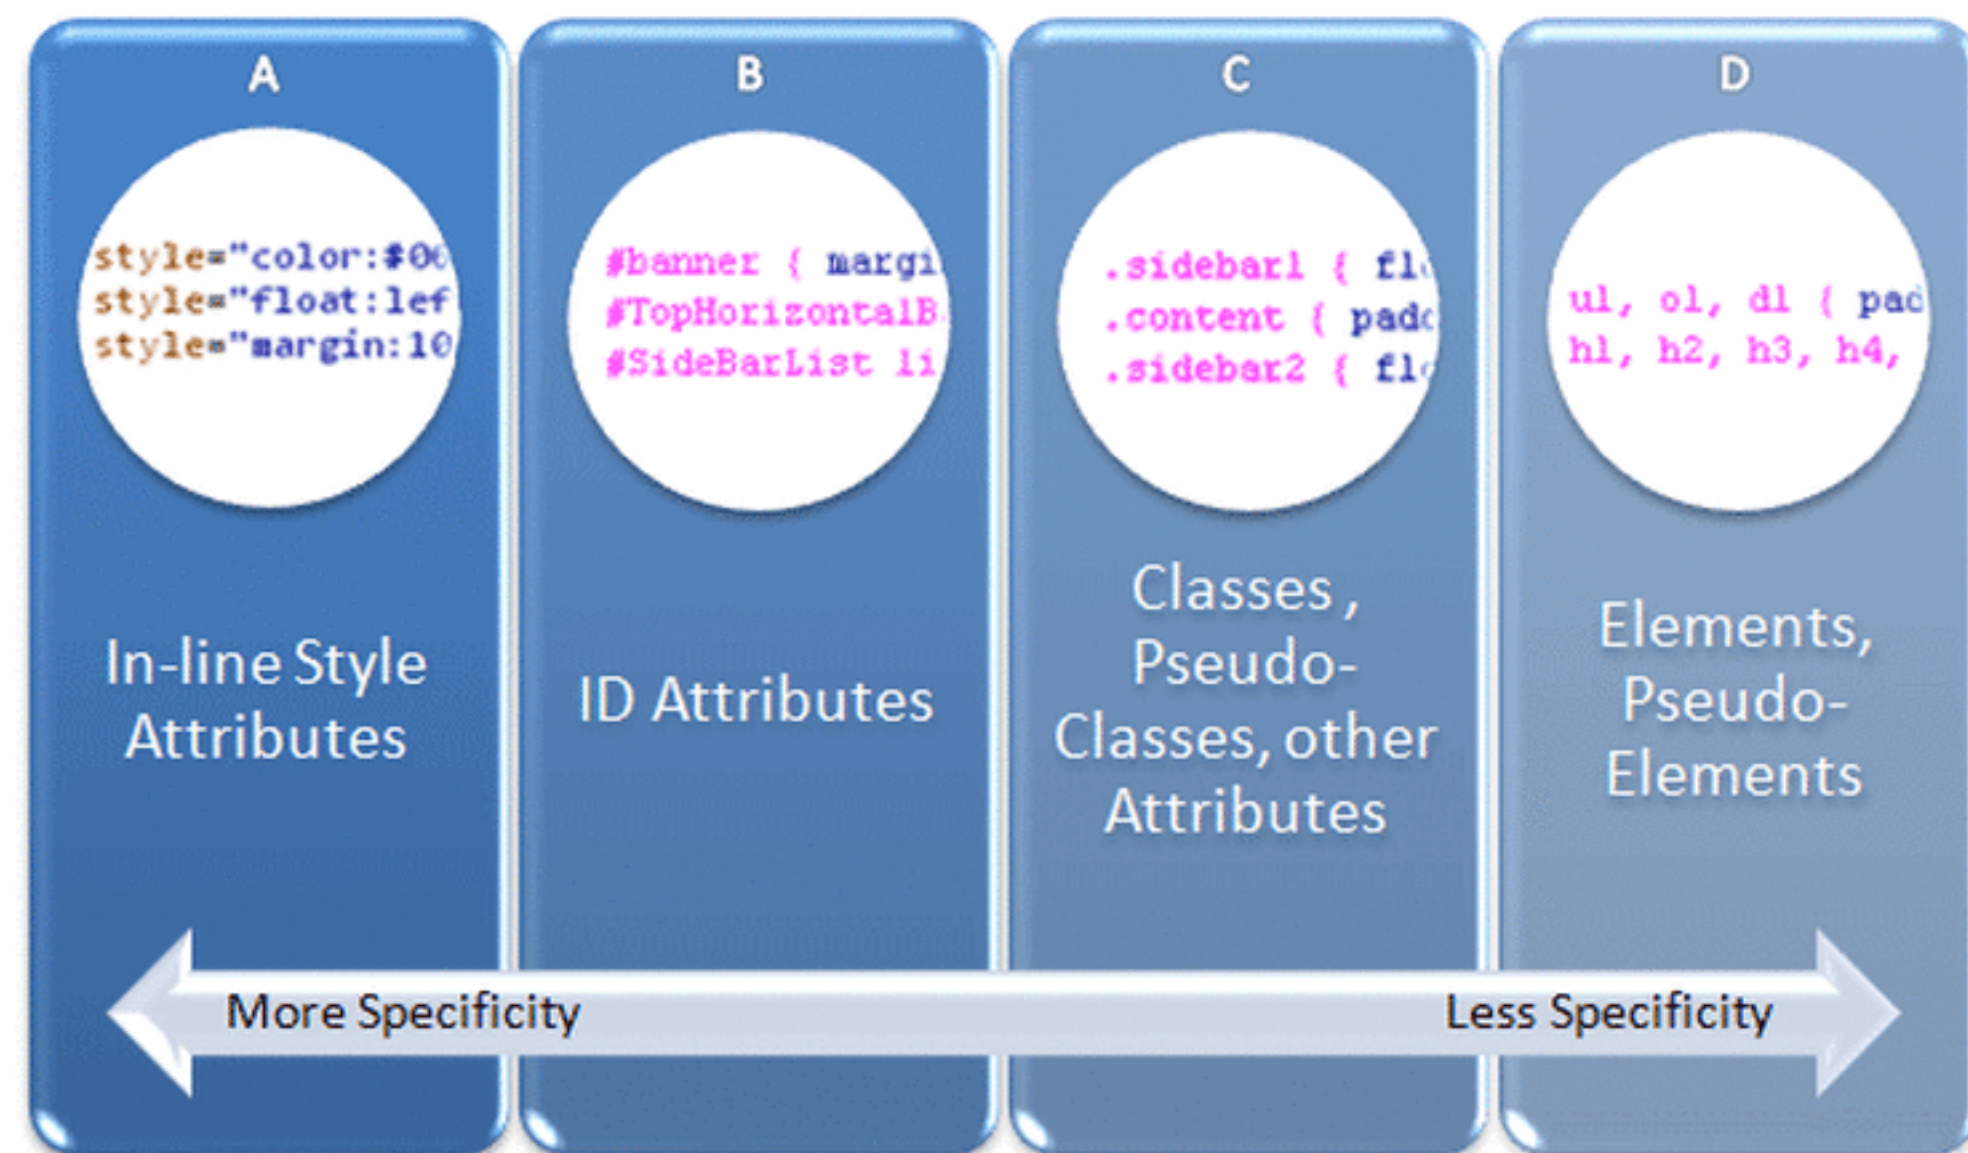 A
style="color:#00
style="float:lef
style="margin:10
In-line Style
Attributes
B
#banner { margi
#TopHorizontalB
#SideBarList li
ID Attributes
C
.sidebar1 { flo
.content { padd
.sidebar2 { flo
Classes ,
Pseudo-
Classes, other
Attributes
D
ul, ol, dl { pad
h1, h2, h3, h4,
Elements,
Pseudo-
Elements
More Specificity
Less Specificity